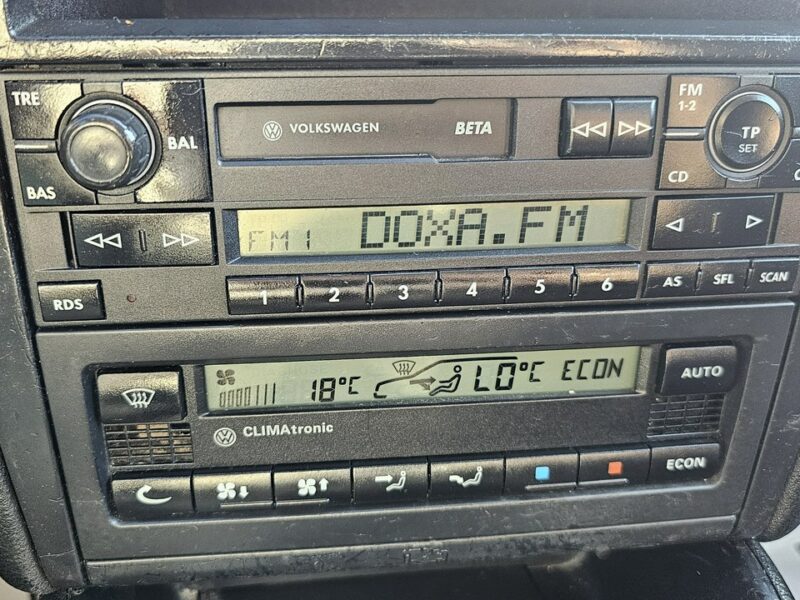 TRE
BAL
BAS
VOLKSWAGEN BETA
FM
1-2
TP
SET
CD
FM1 DOXA.FM
RDS
1 2 3 4 5 6
AS SFL SCAN
18°C LO°C ECON
AUTO
CLIMAtronic
ECON